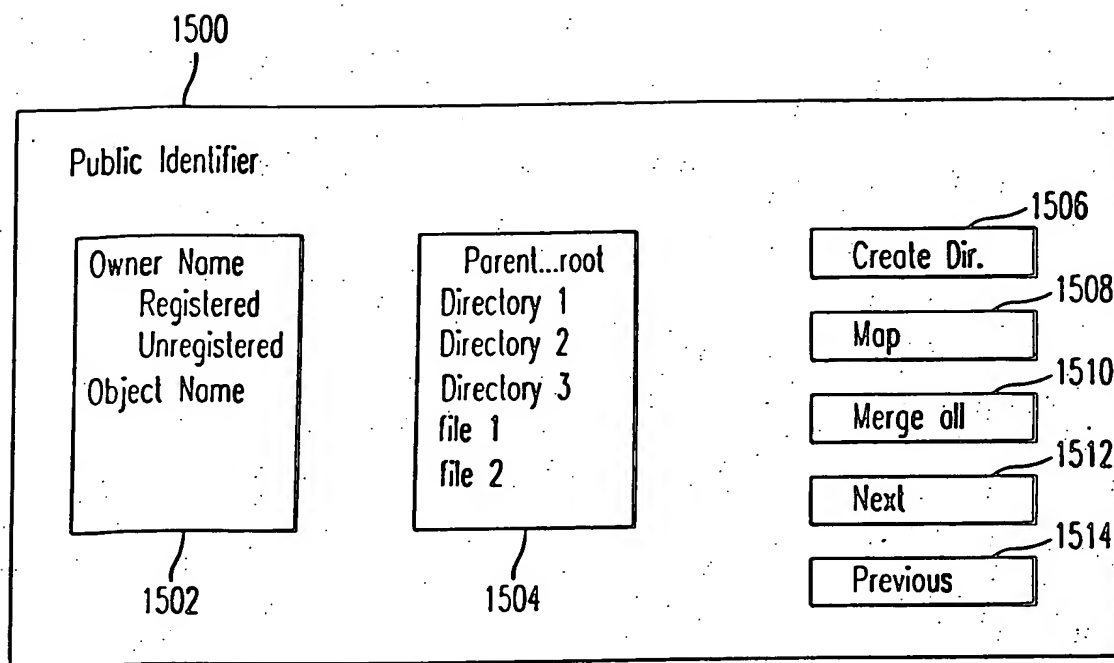 1500
Public Identifier
Owner Name
Registered
Unregistered
Object Name
1502
Parent...root
Directory 1
Directory 2
Directory 3
file 1
file 2
1504
1506
Create Dir.
1508
Map
1510
Merge all
1512
Next
1514
Previous